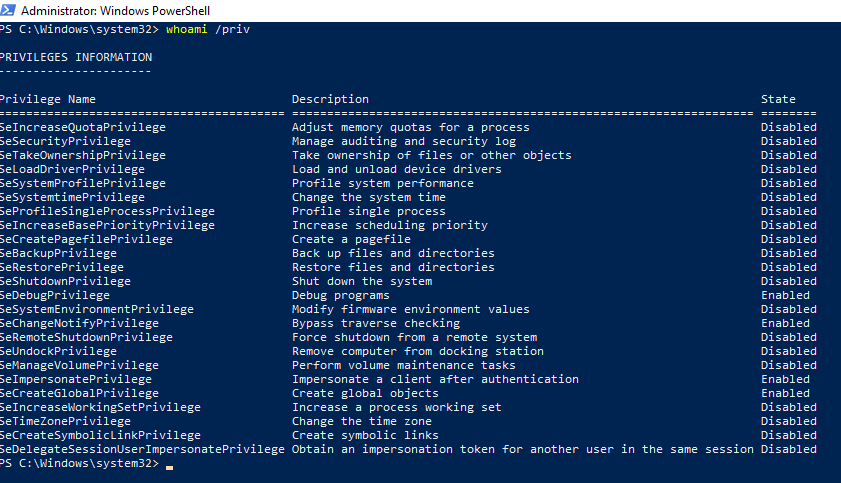 Administrator: Windows PowerShell
PS C:\Windows\system32> whoami /priv
PRIVILEGES INFORMATION
----------------------
Privilege Name Description State
========================================= ================================================================== ========
SeIncreaseQuotaPrivilege Adjust memory quotas for a process Disabled
SeSecurityPrivilege Manage auditing and security log Disabled
SeTakeOwnershipPrivilege Take ownership of files or other objects Disabled
SeLoadDriverPrivilege Load and unload device drivers Disabled
SeSystemProfilePrivilege Profile system performance Disabled
SeSystemtimePrivilege Change the system time Disabled
SeProfileSingleProcessPrivilege Profile single process Disabled
SeIncreaseBasePriorityPrivilege Increase scheduling priority Disabled
SeCreatePagefilePrivilege Create a pagefile Disabled
SeBackupPrivilege Back up files and directories Disabled
SeRestorePrivilege Restore files and directories Disabled
SeShutdownPrivilege Shut down the system Disabled
SeDebugPrivilege Debug programs Enabled
SeSystemEnvironmentPrivilege Modify firmware environment values Disabled
SeChangeNotifyPrivilege Bypass traverse checking Enabled
SeRemoteShutdownPrivilege Force shutdown from a remote system Disabled
SeUndockPrivilege Remove computer from docking station Disabled
SeManageVolumePrivilege Perform volume maintenance tasks Disabled
SeImpersonatePrivilege Impersonate a client after authentication Enabled
SeCreateGlobalPrivilege Create global objects Enabled
SeIncreaseWorkingSetPrivilege Increase a process working set Disabled
SeTimeZonePrivilege Change the time zone Disabled
SeCreateSymbolicLinkPrivilege Create symbolic links Disabled
SeDelegateSessionUserImpersonatePrivilege Obtain an impersonation token for another user in the same session Disabled
PS C:\Windows\system32>